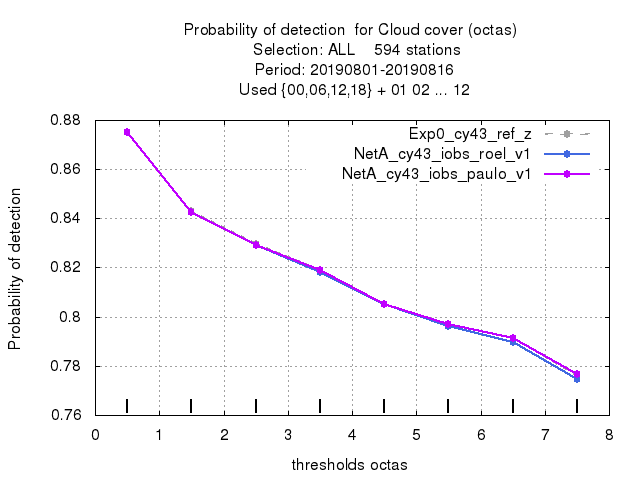 Probability of detection  for Cloud cover (octas)
Selection: ALL    594 stations
Period: 20190801-20190816
Used {00,06,12,18} + 01 02 ... 12
Exp0_cy43_ref_z
NetA_cy43_iobs_roel_v1
NetA_cy43_iobs_paulo_v1
Probability of detection
0.88
0.86
0.84
0.82
0.8
0.78
0.76
0 1 2 3 4 5 6 7 8
thresholds octas